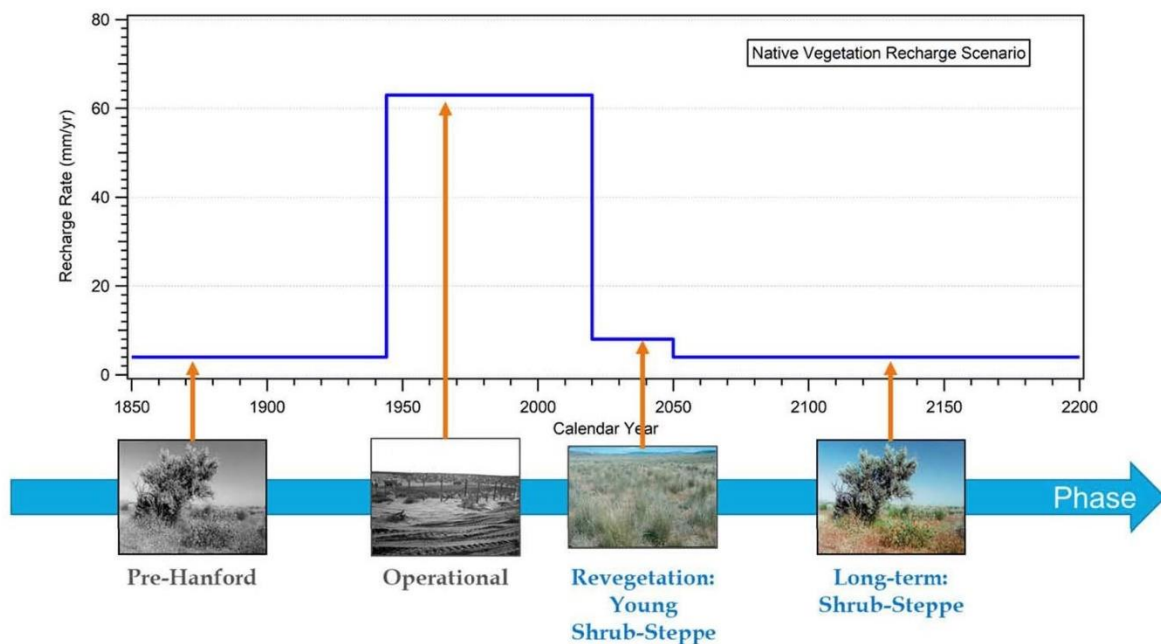 80
Native Vegetation Recharge Scenario
60
40
20
0
Recharge Rate (mm/yr)
1850 1900 1950 2000 2050 2100 2150 2200
Calendar Year
Phase
Pre-Hanford
Operational
Revegetation:
Young
Shrub-Steppe
Long-term:
Shrub-Steppe